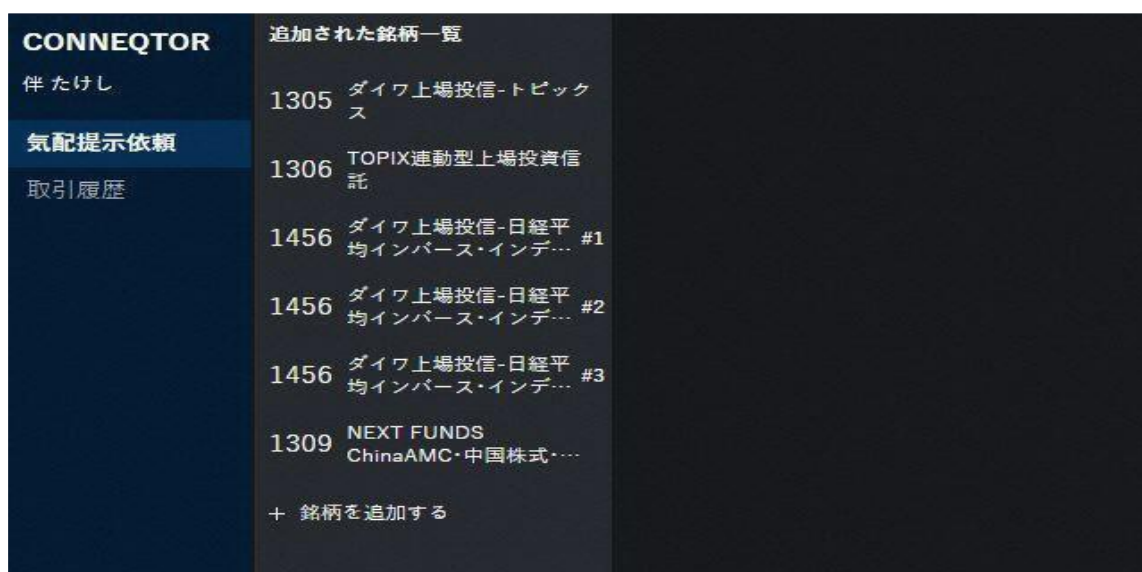 CONNEQTOR
伴 たけし
気配提示依頼
取引履歴
追加された銘柄一覧
1305 ダイワ上場投信-トピック
ス
1306 TOPIX連動型上場投資信
託
1456 ダイワ上場投信-日経平
均インバース・インデ… #1
1456 ダイワ上場投信-日経平
均インバース・インデ… #2
1456 ダイワ上場投信-日経平
均インバース・インデ… #3
1309 NEXT FUNDS
ChinaAMC・中国株式・…
+ 銘柄を追加する